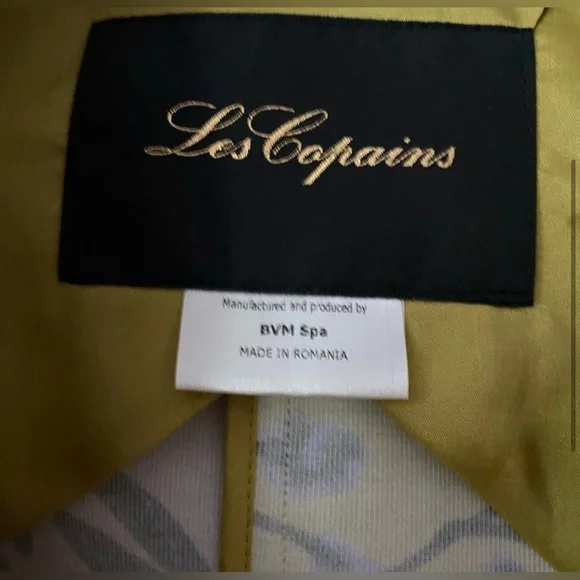 Les Copains
Manufactured and produced by
BVM Spa
MADE IN ROMANIA